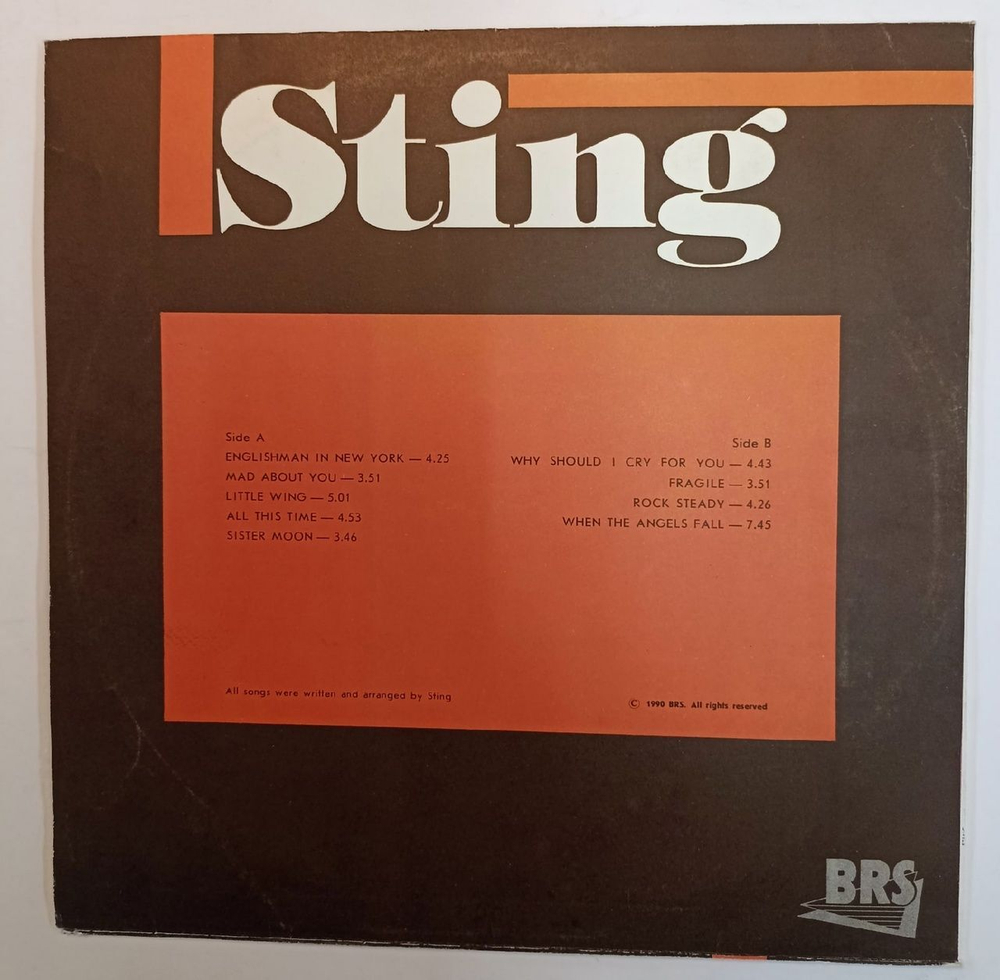 Sting
Side A
ENGLISHMAN IN NEW YORK — 4.25
MAD ABOUT YOU — 3.51
LITTLE WING — 5.01
ALL THIS TIME — 4.53
SISTER MOON — 3.46
Side B
WHY SHOULD I CRY FOR YOU — 4.43
FRAGILE — 3.51
ROCK STEADY — 4.26
WHEN THE ANGELS FALL — 7.45
All songs were written and arranged by Sting
© 1990 BRS. All rights reserved
BRS